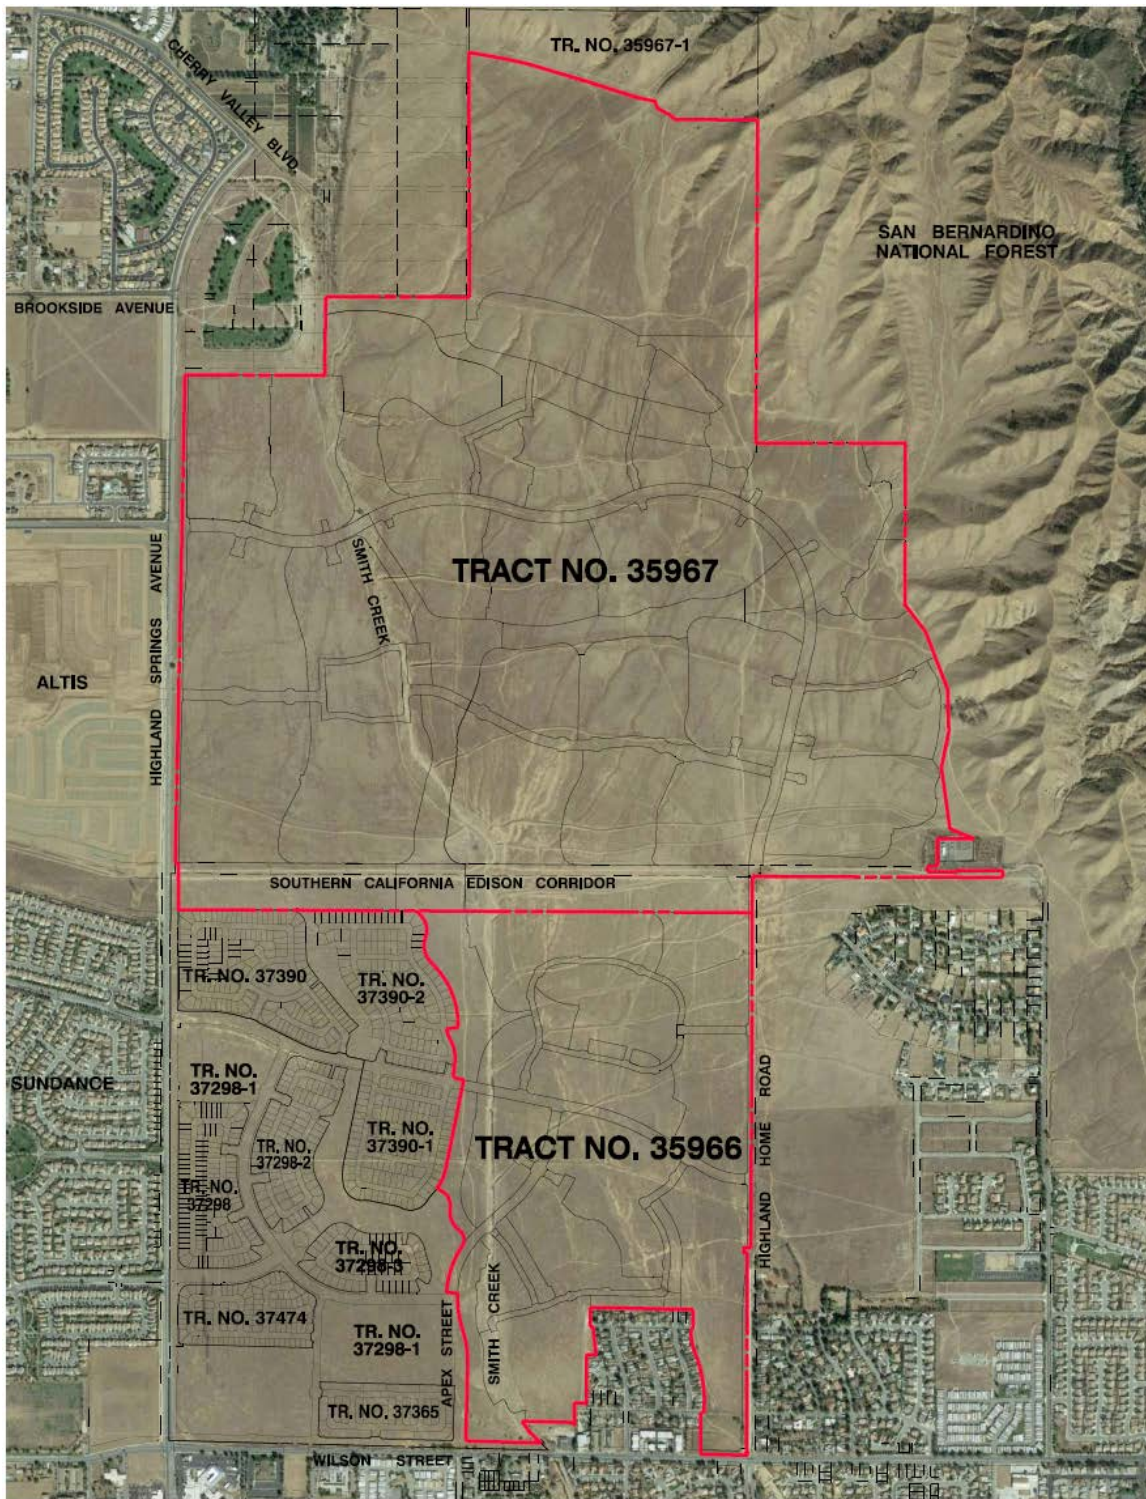 TR. NO. 35967-1
CHERRY VALLEY BLVD.
SAN BERNARDINO
NATIONAL FOREST
BROOKSIDE AVENUE
TRACT NO. 35967
SMITH CREEK
HIGHLAND SPRINGS AVENUE
ALTIS
SOUTHERN CALIFORNIA EDISON CORRIDOR
TR. NO. 37390
TR. NO.
37390-2
SUNDANCE
TR. NO.
37298-1
TR. NO.
37298-2
TR. NO.
37390-1
TRACT NO. 35966
HIGHLAND HOME ROAD
TR. NO.
37298
TR. NO.
37298-3
TR. NO. 37474
TR. NO.
37298-1
APEX STREET
SMITH CREEK
TR. NO. 37365
WILSON STREET